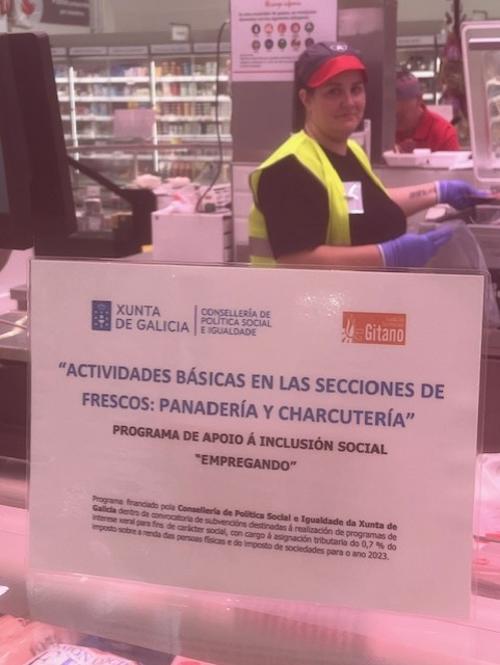 XUNTA
DE GALICIA
CONSELLERÍA DE
POLÍTICA SOCIAL
E IGUALDADE
Gitano
“ACTIVIDADES BÁSICAS EN LAS SECCIONES DE
FRESCOS: PANADERÍA Y CHARCUTERÍA”
PROGRAMA DE APOIO Á INCLUSIÓN SOCIAL
“EMPREGANDO”
Programa financiado pola Consellería de Política Social e Igualdade da Xunta de
Galicia dentro da convocatoria de subvencións destinadas á realización de programas de
interese xeral para fins de carácter social, con cargo á asignación tributaria do 0,7 % do
imposto sobre a renda das persoas físicas e do imposto de sociedades para o ano 2023.